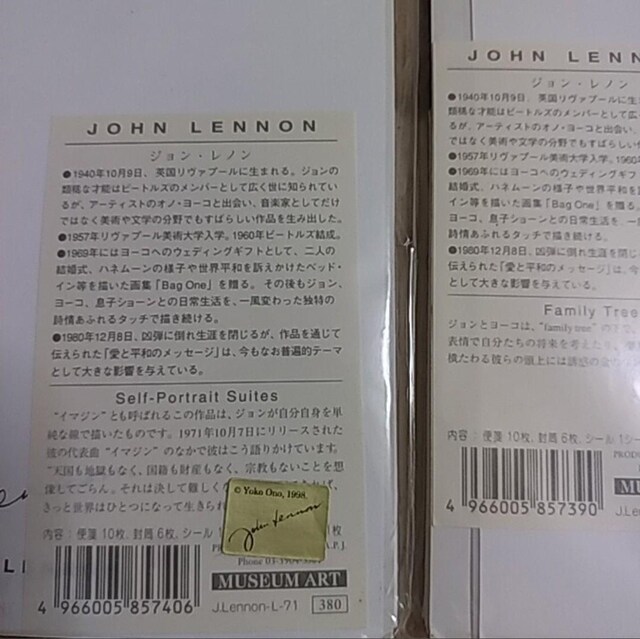 JOHN LENNON
ジョン・レノン
●1940年10月9日、英国リヴァプールに生まれる。ジョンの
類稀な才能はビートルズのメンバーとして広く世に知られてい
るが、アーティストのオノ・ヨーコと出会い、音楽家としてだけ
ではなく美術や文学の分野でもすばらしい作品を生み出した。
●1957年リヴァプール美術大学入学。1960年ビートルズ結成。
●1969年にはヨーコへのウェディングギフトとして、二人の
結婚式、ハネムーンの様子や世界平和を訴えかけたベッド・
イン等を描いた画集「Bag One」を贈る。その後もジョン、
ヨーコ、息子ショーンとの日常生活を、一風変わった独特の
詩情あふれるタッチで描き続ける。
●1980年12月8日、凶弾に倒れ生涯を閉じるが、作品を通じて
伝えられた「愛と平和のメッセージ」は、今もなお普遍的テーマ
として大きな影響を与えている。
Self-Portrait Suites
"イマジン"とも呼ばれるこの作品は、ジョンが自分自身を単
純な線で描いたものです。1971年10月7日にリリースされた
彼の代表曲"イマジン"のなかで彼はこう語りかけています。
"天国も地獄もなく、国籍も財産もなく、宗教もないことを想
像してごらん。それは決して難しくな
きっと世界はひとつになって生きられ
内容：便箋10枚、封筒6枚、シール
© Yoko Ono, 1998.
John Lennon
Phone 03-
MUSEUM ART
4 966005 857406
J.Lennon-L-71 380
JOHN LENN
ジョン・レノン
●1940年10月9日、英国リヴァプールに生
類稀な才能はビートルズのメンバーとして広く
るが、アーティストのオノ・ヨーコと出会い、
ではなく美術や文学の分野でもすばらしい作
●1957年リヴァプール美術大学入学。1960
●1969年にはヨーコへのウェディングギフ
結婚式、ハネムーンの様子や世界平和を
イン等を描いた画集「Bag One」を贈る。
ヨーコ、息子ショーンとの日常生活を、一
詩情あふれるタッチで描き続ける。
●1980年12月8日、凶弾に倒れ生涯を閉じ
伝えられた「愛と平和のメッセージ」は、今も
として大きな影響を与えている。
Family Tree
ジョンとヨーコは、"family tree"
表情で自分たちの将来を考えたり、
横たわる彼らの頭上には誘惑の
内容：便箋10枚、封筒6枚、シール1シー
PRODU
MUSE
4 966005 857390
J.Len